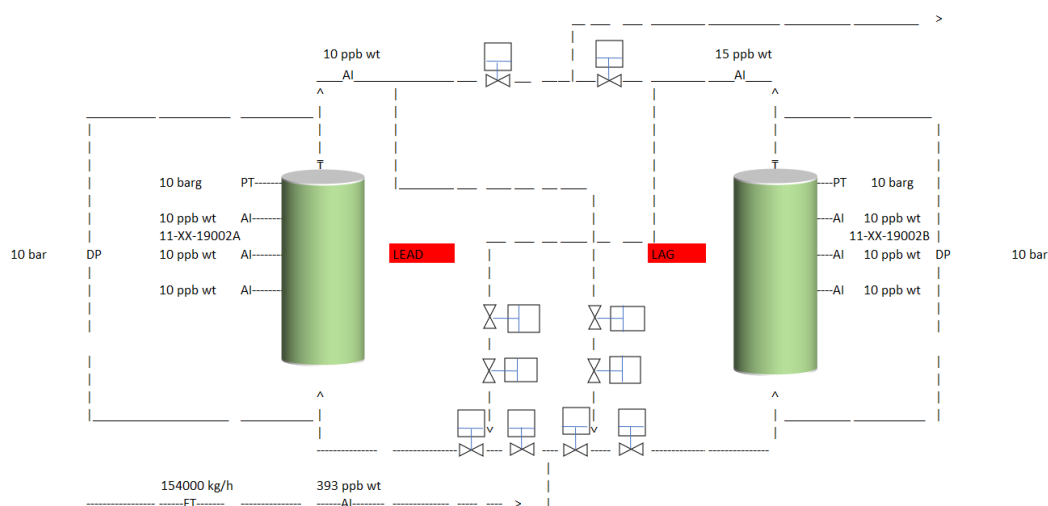 10 ppb wt
15 ppb wt
AI
AI
10 barg PT
PT 10 barg
10 ppb wt AI
AI 10 ppb wt
11-XX-19002A
11-XX-19002B
10 bar DP
10 ppb wt AI
LEAD
LAG
AI 10 ppb wt
DP 10 bar
10 ppb wt AI
AI 10 ppb wt
154000 kg/h
393 ppb wt
FT
AI